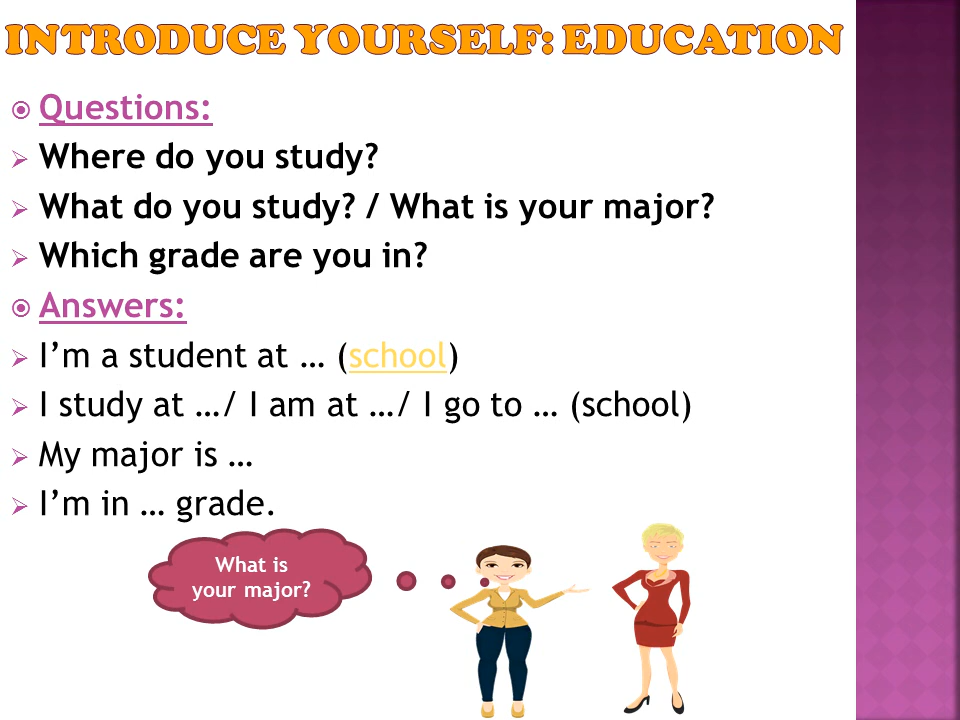 INTRODUCE YOURSELF: EDUCATION
Questions:
Where do you study?
What do you study? / What is your major?
Which grade are you in?
Answers:
I’m a student at … (school)
I study at …/ I am at …/ I go to … (school)
My major is …
I’m in … grade.
What is
your major?